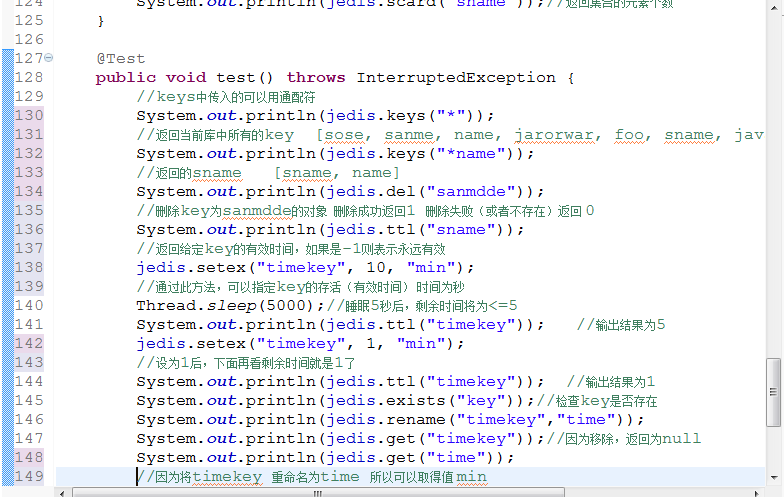 124 System.out.println(jedis.scard("sname"));//返回集合的元素个数
125 }
126
127 @Test
128 public void test() throws InterruptedException {
129 //keys中传入的可以用通配符
130 System.out.println(jedis.keys("*"));
131 //返回当前库中所有的key [sose, sanme, name, jarorwar, foo, sname, jav
132 System.out.println(jedis.keys("*name"));
133 //返回的sname [sname, name]
134 System.out.println(jedis.del("sanmdde"));
135 //删除key为sanmdde的对象 删除成功返回1 删除失败（或者不存在）返回 0
136 System.out.println(jedis.ttl("sname"));
137 //返回给定key的有效时间，如果是-1则表示永远有效
138 jedis.setex("timekey", 10, "min");
139 //通过此方法，可以指定key的存活（有效时间）时间为秒
140 Thread.sleep(5000);//睡眠5秒后，剩余时间将为<=5
141 System.out.println(jedis.ttl("timekey")); //输出结果为5
142 jedis.setex("timekey", 1, "min");
143 //设为1后，下面再看剩余时间就是1了
144 System.out.println(jedis.ttl("timekey")); //输出结果为1
145 System.out.println(jedis.exists("key"));//检查key是否存在
146 System.out.println(jedis.rename("timekey","time"));
147 System.out.println(jedis.get("timekey"));//因为移除，返回为null
148 System.out.println(jedis.get("time"));
149 //因为将timekey 重命名为time 所以可以取得值 min